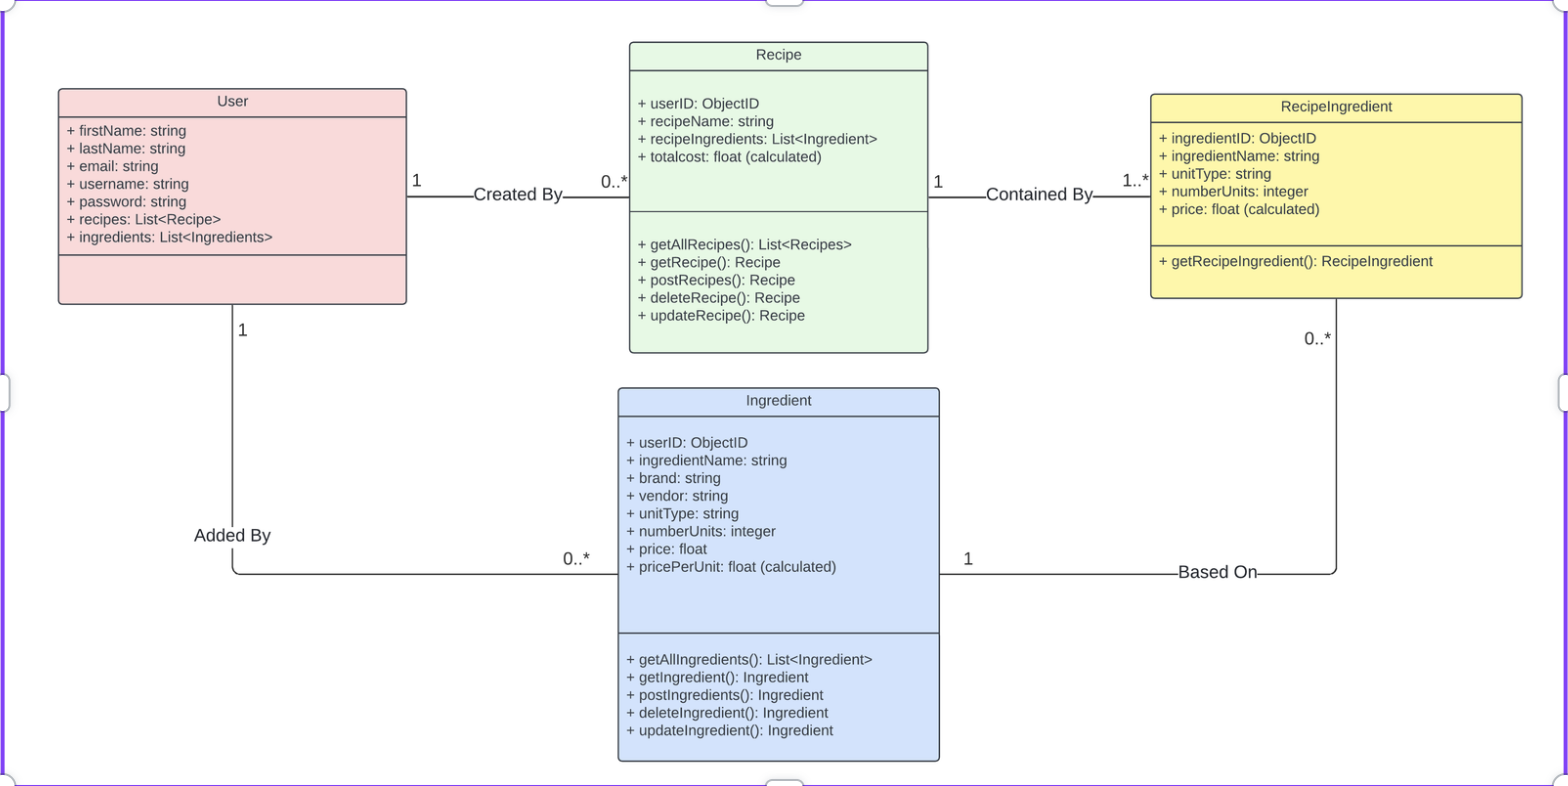 User
+ firstName: string
+ lastName: string
+ email: string
+ username: string
+ password: string
+ recipes: List<Recipe>
+ ingredients: List<Ingredients>
1
Created By
0..*
Recipe
+ userID: ObjectID
+ recipeName: string
+ recipeIngredients: List<Ingredient>
+ totalcost: float (calculated)
+ getAllRecipes(): List<Recipes>
+ getRecipe(): Recipe
+ postRecipes(): Recipe
+ deleteRecipe(): Recipe
+ updateRecipe(): Recipe
1
Contained By
1..*
RecipeIngredient
+ ingredientID: ObjectID
+ ingredientName: string
+ unitType: string
+ numberUnits: integer
+ price: float (calculated)
+ getRecipeIngredient(): RecipeIngredient
1
Added By
0..*
Ingredient
+ userID: ObjectID
+ ingredientName: string
+ brand: string
+ vendor: string
+ unitType: string
+ numberUnits: integer
+ price: float
+ pricePerUnit: float (calculated)
+ getAllIngredients(): List<Ingredient>
+ getIngredient(): Ingredient
+ postIngredients(): Ingredient
+ deleteIngredient(): Ingredient
+ updateIngredient(): Ingredient
1
Based On
0..*